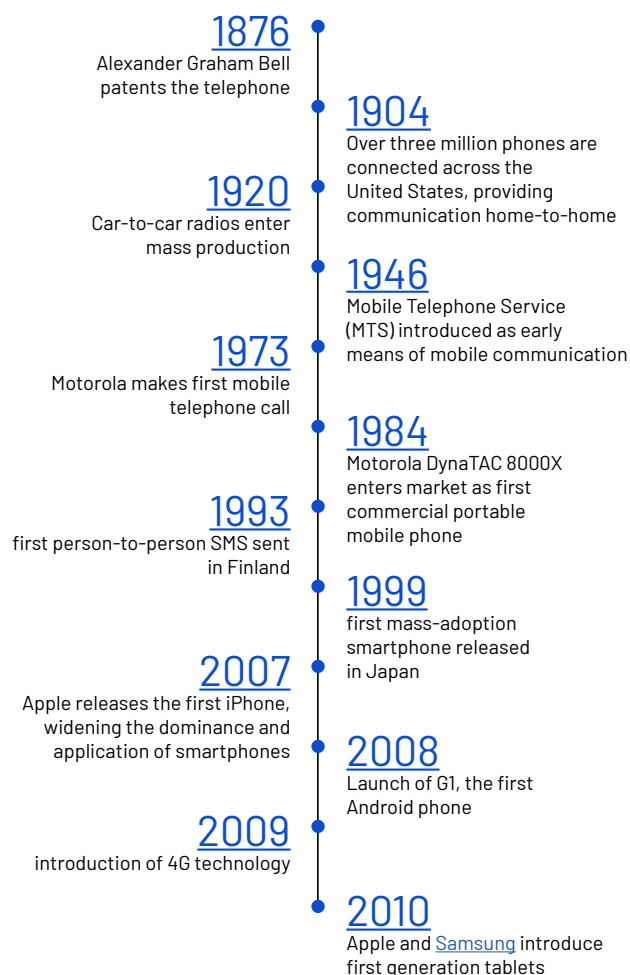 1876
Alexander Graham Bell
patents the telephone
1904
Over three million phones are
connected across the
United States, providing
communication home-to-home
1920
Car-to-car radios enter
mass production
1946
Mobile Telephone Service
(MTS) introduced as early
means of mobile communication
1973
Motorola makes first mobile
telephone call
1984
Motorola DynaTAC 8000X
enters market as first
commercial portable
mobile phone
1993
first person-to-person SMS sent
in Finland
1999
first mass-adoption
smartphone released
in Japan
2007
Apple releases the first iPhone,
widening the dominance and
application of smartphones
2008
Launch of G1, the first
Android phone
2009
introduction of 4G technology
2010
Apple and Samsung introduce
first generation tablets